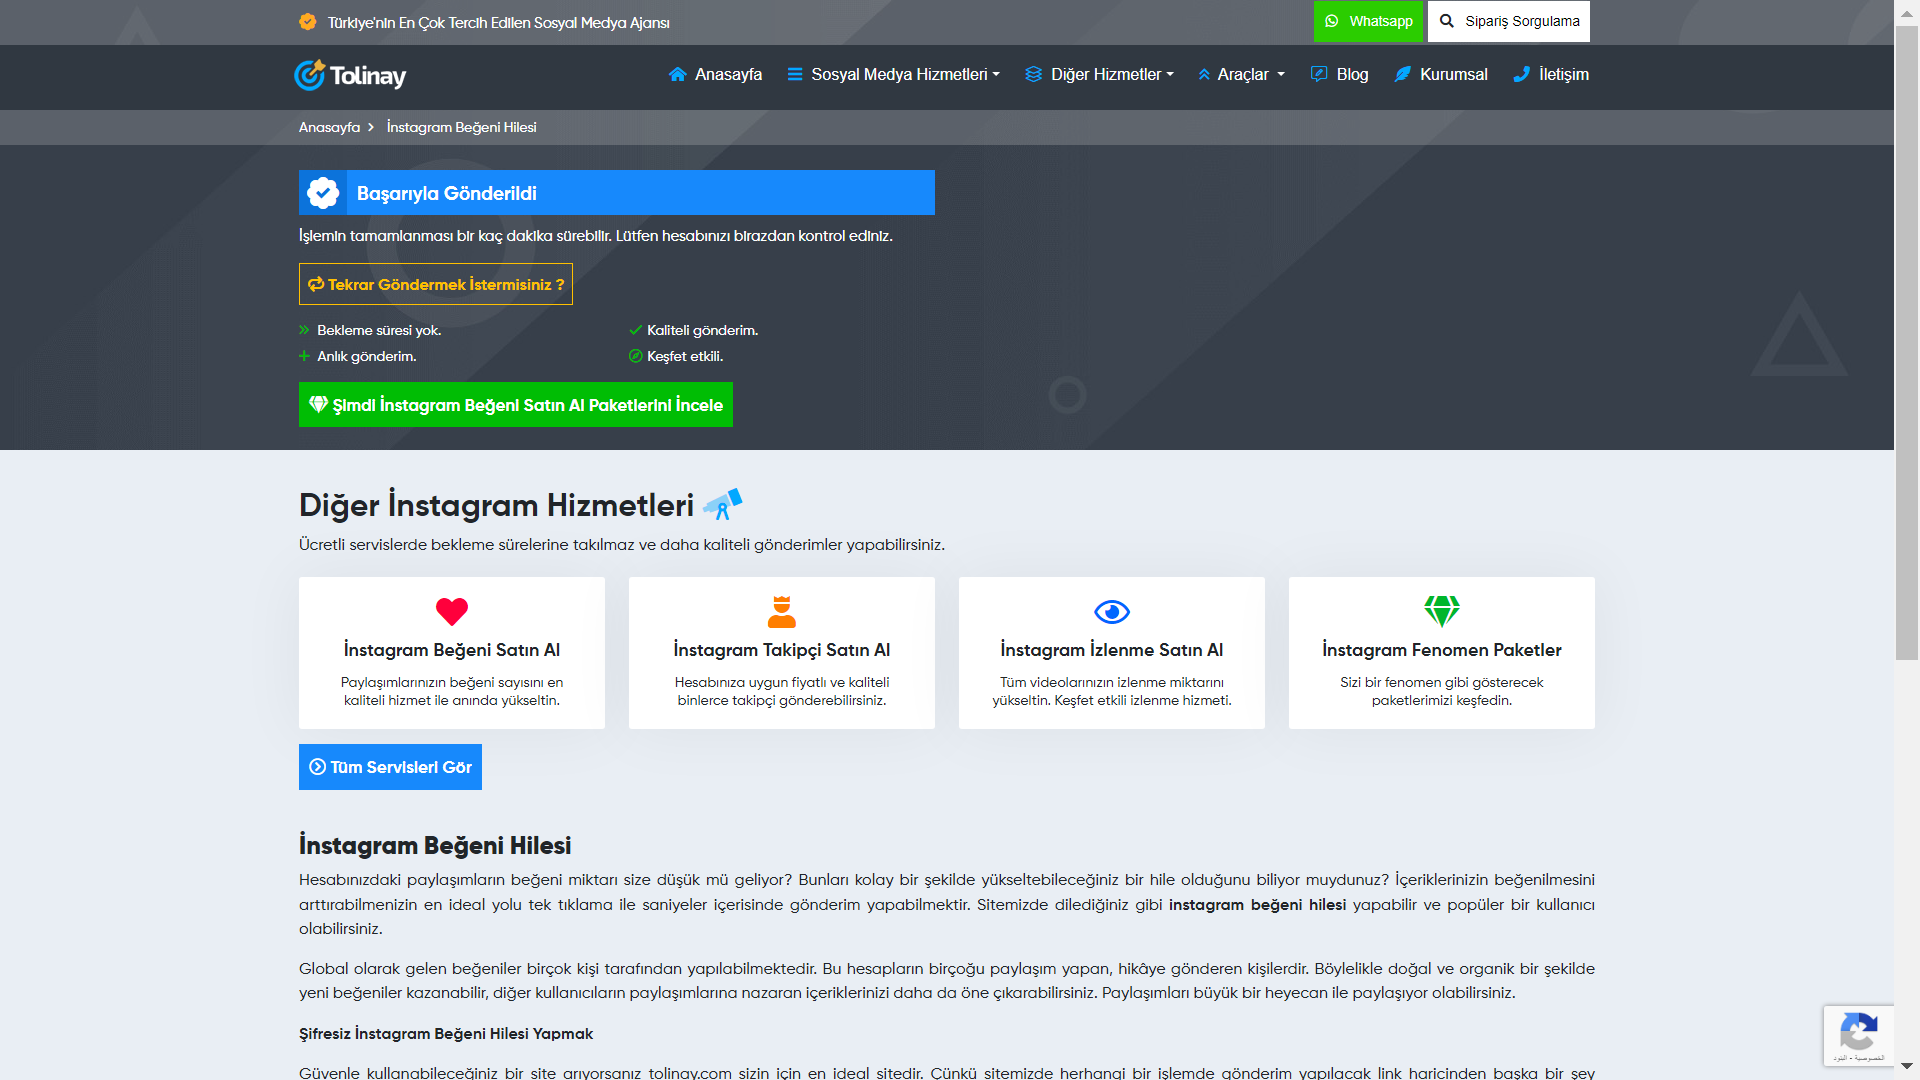 Türkiye'nin En Çok Tercih Edilen Sosyal Medya Ajansı
Whatsapp
Sipariş Sorgulama
Tolinay
Anasayfa
Sosyal Medya Hizmetleri
Diğer Hizmetler
Araçlar
Blog
Kurumsal
İletişim
Anasayfa
İnstagram Beğeni Hilesi
Başarıyla Gönderildi
İşlemin tamamlanması bir kaç dakika sürebilir. Lütfen hesabınızı birazdan kontrol ediniz.
Tekrar Göndermek İstermisiniz ?
Bekleme süresi yok.
Kaliteli gönderim.
Anlık gönderim.
Keşfet etkili.
Şimdi İnstagram Beğeni Satın Al Paketlerini İncele
Diğer İnstagram Hizmetleri
Ücretli servislerde bekleme sürelerine takılmaz ve daha kaliteli gönderimler yapabilirsiniz.
İnstagram Beğeni Satın Al
Paylaşımlarınızın beğeni sayısını en
kaliteli hizmet ile anında yükseltin.
İnstagram Takipçi Satın Al
Hesabınıza uygun fiyatlı ve kaliteli
binlerce takipçi gönderebilirsiniz.
İnstagram İzlenme Satın Al
Tüm videolarınızın izlenme miktarını
yükseltin. Keşfet etkili izlenme hizmeti.
İnstagram Fenomen Paketler
Sizi bir fenomen gibi gösterecek
paketlerimizi keşfedin.
Tüm Servisleri Gör
İnstagram Beğeni Hilesi
Hesabınızdaki paylaşımların beğeni miktarı size düşük mü geliyor? Bunları kolay bir şekilde yükseltebileceğiniz bir hile olduğunu biliyor muydunuz? İçeriklerinizin beğenilmesini
arttırabilmenizin en ideal yolu tek tıklama ile saniyeler içerisinde gönderim yapabilmektir. Sitemizde dilediğiniz gibi instagram beğeni hilesi yapabilir ve popüler bir kullanıcı
olabilirsiniz.
Global olarak gelen beğeniler birçok kişi tarafından yapılabilmektedir. Bu hesapların birçoğu paylaşım yapan, hikâye gönderen kişilerdir. Böylelikle doğal ve organik bir şekilde
yeni beğeniler kazanabilir, diğer kullanıcıların paylaşımlarına nazaran içeriklerinizi daha da öne çıkarabilirsiniz. Paylaşımları büyük bir heyecan ile paylaşıyor olabilirsiniz.
Şifresiz İnstagram Beğeni Hilesi Yapmak
Güvenle kullanabileceğiniz bir site arıyorsanız tolinay.com sizin için en ideal sitedir. Çünkü sitemizde herhangi bir işlemde gönderim yapılacak link haricinden başka bir şey
الخصوصية - البنود